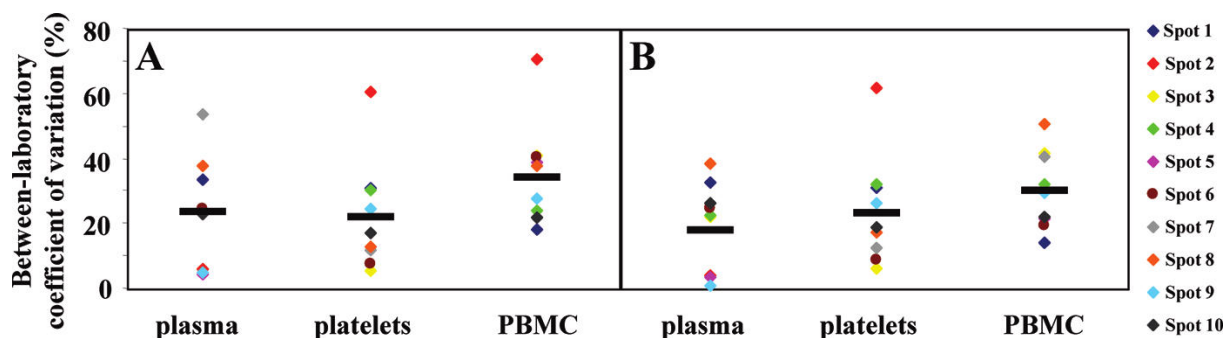 Between-laboratory
coefficient of variation (%)
80
60
40
20
0
A
B
plasma
platelets
PBMC
plasma
platelets
PBMC
Spot 1
Spot 2
Spot 3
Spot 4
Spot 5
Spot 6
Spot 7
Spot 8
Spot 9
Spot 10